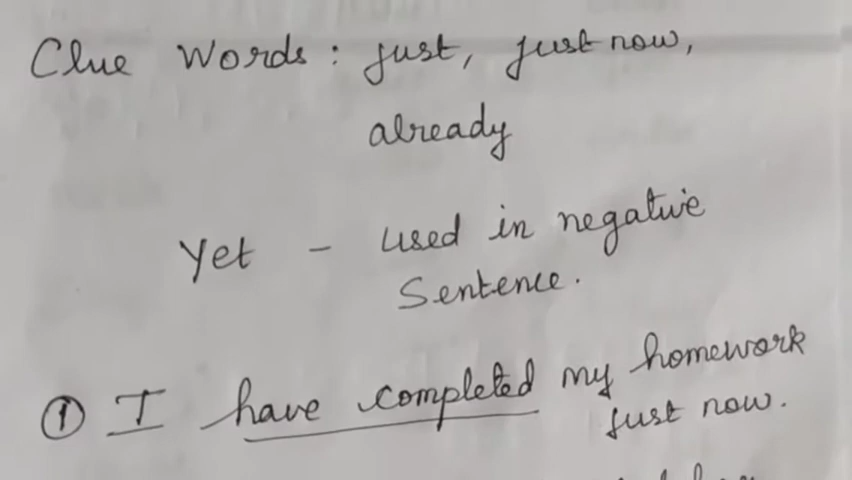 Clue Words : just, just now,
already
Yet - used in negative
Sentence.
① I have completed my homework
just now.